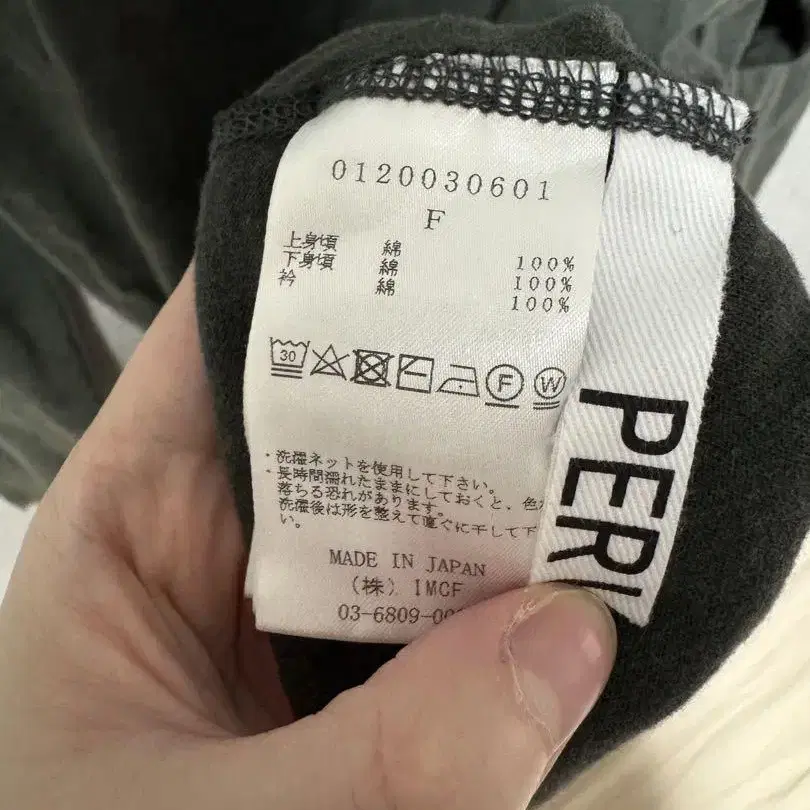 0120030601
F
上身頃 綿 100%
下身頃 綿 100%
衿 綿 100%
30
F
W
・洗濯ネットを使用して下さい。
・長時間濡れたままにしておくと、色
落ちる恐れがあります。
洗濯後は形を整えて直ぐに干して下
い。
MADE IN JAPAN
(株) IMCF
03-6809-00
PERL